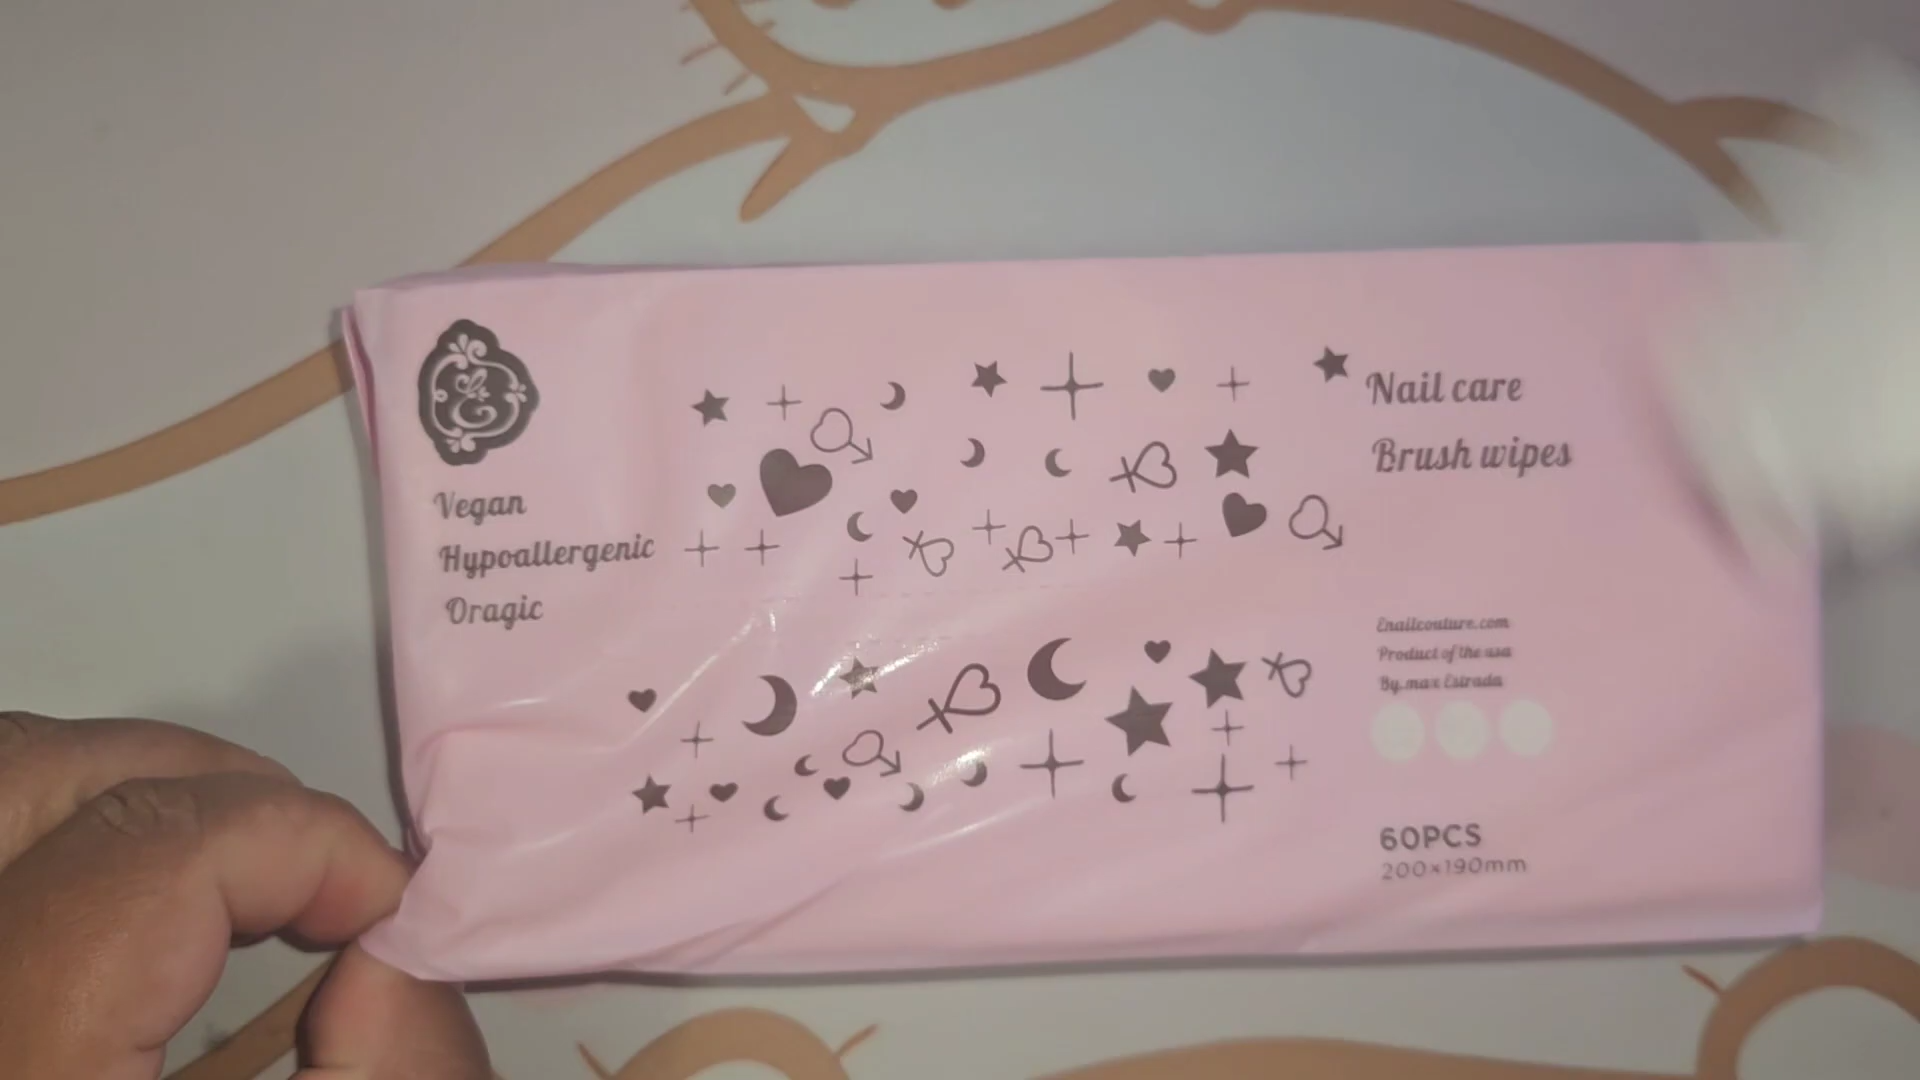 Vegan
Hypoallergenic
Oragic
Nail care
Brush wipes
Enailcouture.com
Product of the usa
By.max Estrada
60PCS
200×190mm